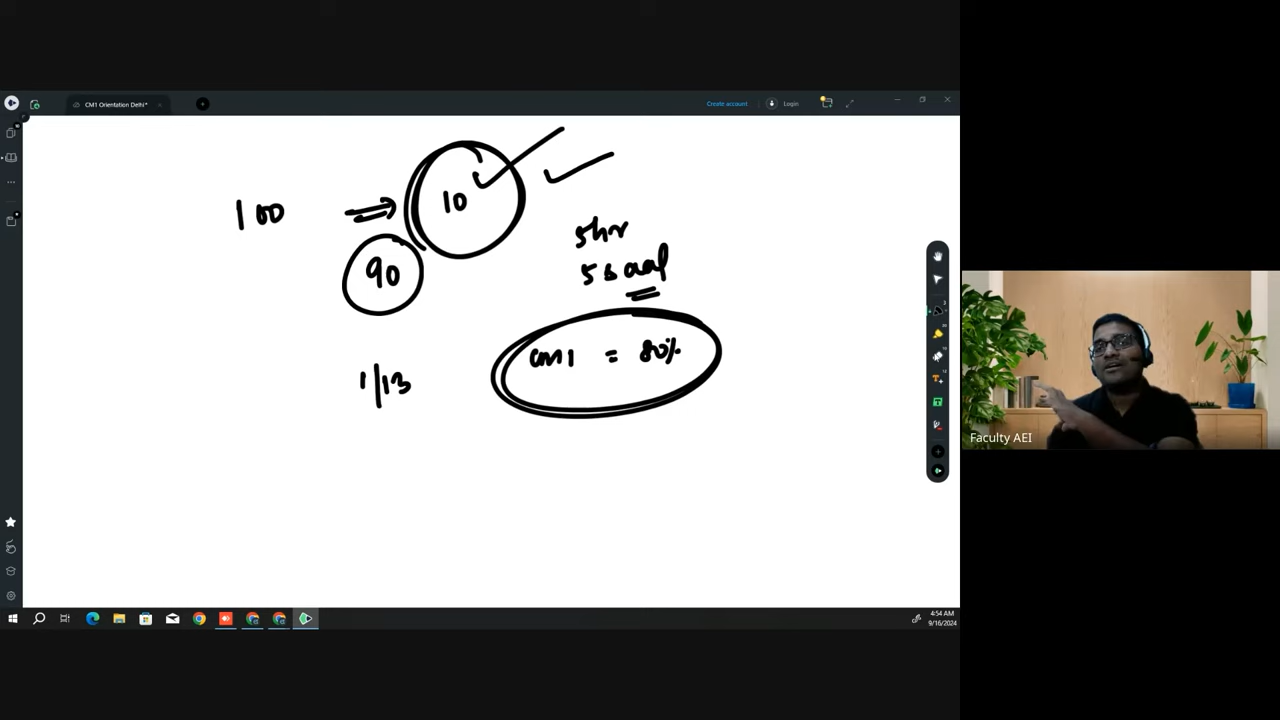 CM1 Orientation Delhi*
Create account
Login
10
100
90
5hr
5 saal
CM1 = 80%
1/13
Faculty AEI
4:54 AM
9/16/2024